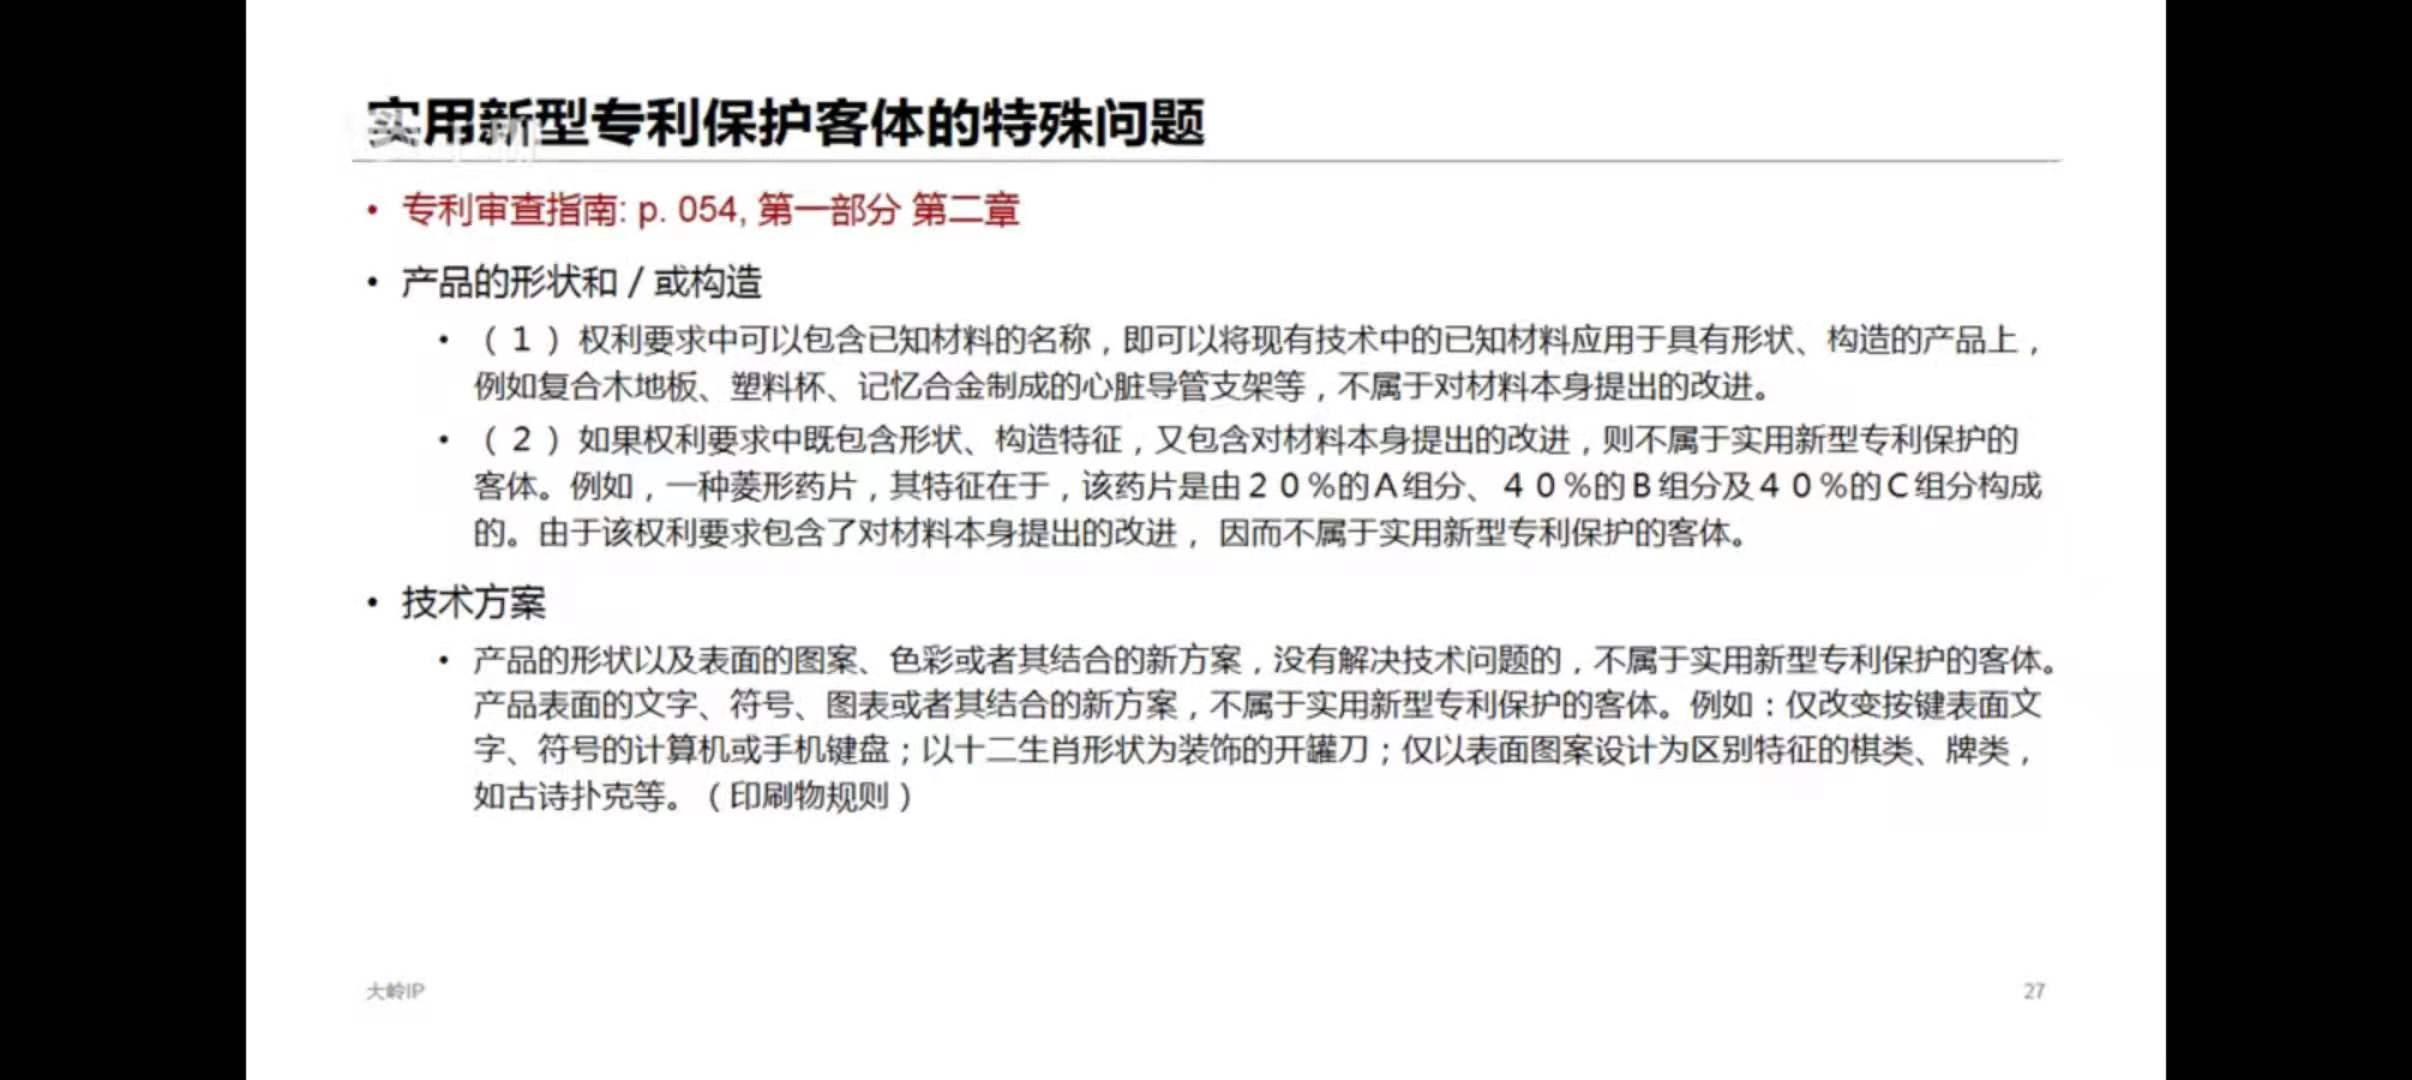 实用新型专利保护客体的特殊问题
• 专利审查指南: p. 054, 第一部分 第二章
• 产品的形状和 / 或构造
• （１） 权利要求中可以包含已知材料的名称，即可以将现有技术中的已知材料应用于具有形状、构造的产品上，
例如复合木地板、塑料杯、记忆合金制成的心脏导管支架等，不属于对材料本身提出的改进。
• （２） 如果权利要求中既包含形状、构造特征，又包含对材料本身提出的改进，则不属于实用新型专利保护的
客体。例如，一种菱形药片，其特征在于，该药片是由２０％的Ａ组分、４０％的Ｂ组分及４０％的Ｃ组分构成
的。由于该权利要求包含了对材料本身提出的改进， 因而不属于实用新型专利保护的客体。
• 技术方案
• 产品的形状以及表面的图案、色彩或者其结合的新方案，没有解决技术问题的，不属于实用新型专利保护的客体。
产品表面的文字、符号、图表或者其结合的新方案，不属于实用新型专利保护的客体。例如：仅改变按键表面文
字、符号的计算机或手机键盘；以十二生肖形状为装饰的开罐刀；仅以表面图案设计为区别特征的棋类、牌类，
如古诗扑克等。（印刷物规则）
大岭IP
27